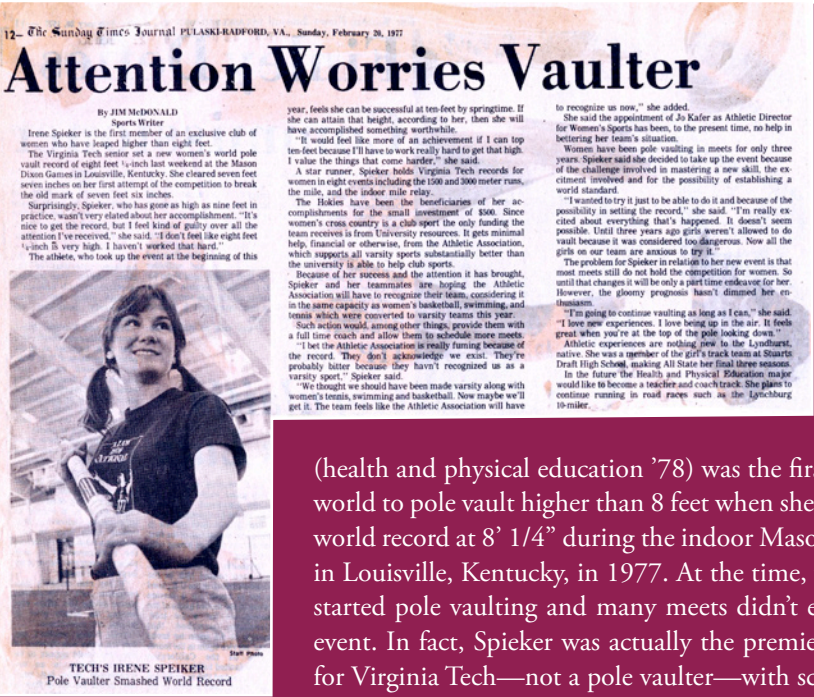 12— The Sunday Times Journal PULASKI-RADFORD, VA., Sunday, February 20, 1977
Attention Worries Vaulter
By JIM McDONALD
Sports Writer
Irene Spieker is the first member of an exclusive club of
women who have leaped higher than eight feet.
The Virginia Tech senior set a new women's world pole
vault record of eight feet ¼-inch last weekend at the Mason
Dixon Games in Louisville, Kentucky. She cleared seven feet
seven inches on her first attempt of the competition to break
the old mark of seven feet six inches.
Surprisingly, Spieker, who has gone as high as nine feet in
practice, wasn't very elated about her accomplishment. "It's
nice to get the record, but I feel kind of guilty over all the
attention I've received," she said. "I don't feel like eight feet
¼-inch is very high. I haven't worked that hard."
The athlete, who took up the event at the beginning of this
year, feels she can be successful at ten-feet by springtime. If
she can attain that height, according to her, then she will
have accomplished something worthwhile.
"It would feel like more of an achievement if I can top
ten-feet because I'll have to work really hard to get that high.
I value the things that come harder," she said.
A star runner, Spieker holds Virginia Tech records for
women in eight events including the 1500 and 3000 meter runs,
the mile, and the indoor mile relay.
The Hokies have been the beneficiaries of her ac-
complishments for the small investment of $600. Since
women's cross country is a club sport the only funding the
team receives is from University resources. It gets minimal
help, financial or otherwise, from the Athletic Association,
which supports all varsity sports substantially better than
the university is able to help club sports.
Because of her success and the attention it has brought,
Spieker and her teammates are hoping the Athletic
Association will have to recognize their team, considering it
in the same capacity as women's basketball, swimming, and
tennis which were converted to varsity teams this year.
Such action would, among other things, provide them with
a full time coach and allow them to schedule more meets.
"I bet the Athletic Association is really fuming because of
the record. They don't acknowledge we exist. They're
probably bitter because they havn't recognized us as a
varsity sport," Spieker said.
"We thought we should have been made varsity along with
women's tennis, swimming and basketball. Now maybe we'll
get it. The team feels like the Athletic Association will have
to recognize us now," she added.
She said the appointment of Jo Kafer as Athletic Director
for Women's Sports has been, to the present time, no help in
bettering her team's situation.
Women have been pole vaulting in meets for only three
years. Spieker said she decided to take up the event because
of the challenge involved in mastering a new skill, the ex-
citment involved and for the possibility of establishing a
world standard.
"I wanted to try it just to be able to do it and because of the
possibility in setting the record," she said. "I'm really ex-
cited about everything that's happened. It doesn't seem
possible. Until three years ago girls weren't allowed to do
vault because it was considered too dangerous. Now all the
girls on our team are anxious to try it."
The problem for Spieker in relation to her new event is that
most meets still do not hold the competition for women. So
until that changes it will be only a part time endeavor for her.
However, the gloomy prognosis hasn't dimmed her en-
thusiasm.
"I'm going to continue vaulting as long as I can," she said.
"I love new experiences. I love being up in the air. It feels
great when you're at the top of the pole looking down."
Athletic experiences are nothing new to the Lyndhurst,
native. She was a member of the girl's track team at Stuarts
Draft High School, making All State her final three seasons.
In the future the Health and Physical Education major
would like to become a teacher and coach track. She plans to
continue running in road races such as the Lynchburg
10-miler.
Staff Photo
TECH'S IRENE SPEIKER
Pole Vaulter Smashed World Record
(health and physical education '78) was the fir
world to pole vault higher than 8 feet when she
world record at 8' 1/4" during the indoor Maso
in Louisville, Kentucky, in 1977. At the time,
started pole vaulting and many meets didn't e
event. In fact, Spieker was actually the premie
for Virginia Tech—not a pole vaulter—with sc